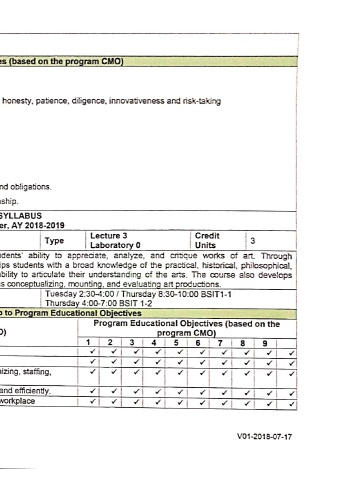 es (based on the program CMO)
honesty, patience, diligence, innovativeness and risk-taking
nd obligations.
ship.
SYLLABUS
er, AY 2018-2019
Type Lecture 3 Laboratory 0 Credit Units 3
dents' ability to appreciate, analyze, and critique works of art. Through
ips students with a broad knowledge of the practical, historical, philosophical,
bility to articulate their understanding of the arts. The course also develops
s conceptualizing, mounting, and evaluating art productions.
Tuesday 2:30-4:00 / Thursday 8:30-10:00 BSIT1-1
Thursday 4:00-7:00 BSIT 1-2
p to Program Educational Objectives
O) Program Educational Objectives (based on the
program CMO)
1 2 3 4 5 6 7 8 9
✓ ✓ ✓ ✓ ✓ ✓ ✓ ✓ ✓ ✓
✓ ✓ ✓ ✓ ✓ ✓ ✓ ✓ ✓ ✓
izing, staffing, ✓ ✓ ✓ ✓ ✓ ✓ ✓ ✓ ✓ ✓
and efficiently. ✓ ✓ ✓ ✓ ✓ ✓ ✓ ✓ ✓ ✓
workplace ✓ ✓ ✓ ✓ ✓ ✓ ✓ ✓ ✓ ✓
V01-2018-07-17